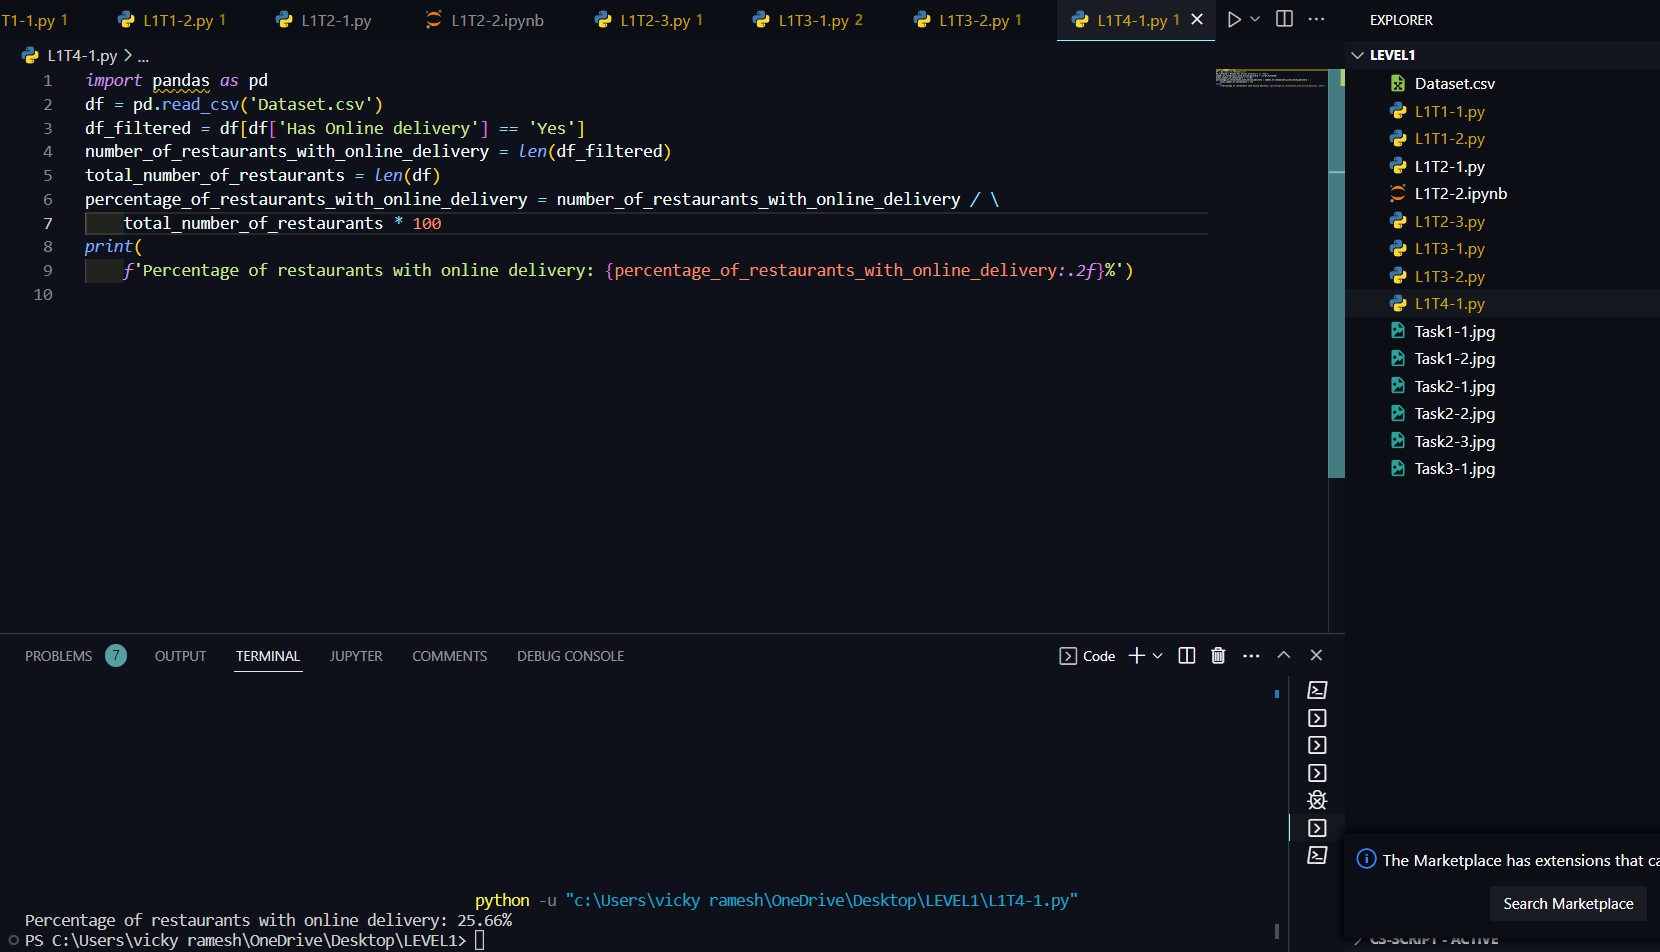 T1-1.py 1
L1T1-2.py 1
L1T2-1.py
L1T2-2.ipynb
L1T2-3.py 1
L1T3-1.py 2
L1T3-2.py 1
L1T4-1.py 1
L1T4-1.py > ...
1 import pandas as pd
2 df = pd.read_csv('Dataset.csv')
3 df_filtered = df[df['Has Online delivery'] == 'Yes']
4 number_of_restaurants_with_online_delivery = len(df_filtered)
5 total_number_of_restaurants = len(df)
6 percentage_of_restaurants_with_online_delivery = number_of_restaurants_with_online_delivery / \
7     total_number_of_restaurants * 100
8 print(
9     f'Percentage of restaurants with online delivery: {percentage_of_restaurants_with_online_delivery:.2f}%')
10
EXPLORER
LEVEL1
Dataset.csv
L1T1-1.py
L1T1-2.py
L1T2-1.py
L1T2-2.ipynb
L1T2-3.py
L1T3-1.py
L1T3-2.py
L1T4-1.py
Task1-1.jpg
Task1-2.jpg
Task2-1.jpg
Task2-2.jpg
Task2-3.jpg
Task3-1.jpg
PROBLEMS 7 OUTPUT TERMINAL JUPYTER COMMENTS DEBUG CONSOLE
Code
python -u "c:\Users\vicky ramesh\OneDrive\Desktop\LEVEL1\L1T4-1.py"
Percentage of restaurants with online delivery: 25.66%
PS C:\Users\vicky ramesh\OneDrive\Desktop\LEVEL1>
The Marketplace has extensions that ca
Search Marketplace
CS-SCRIPT - ACTIVE